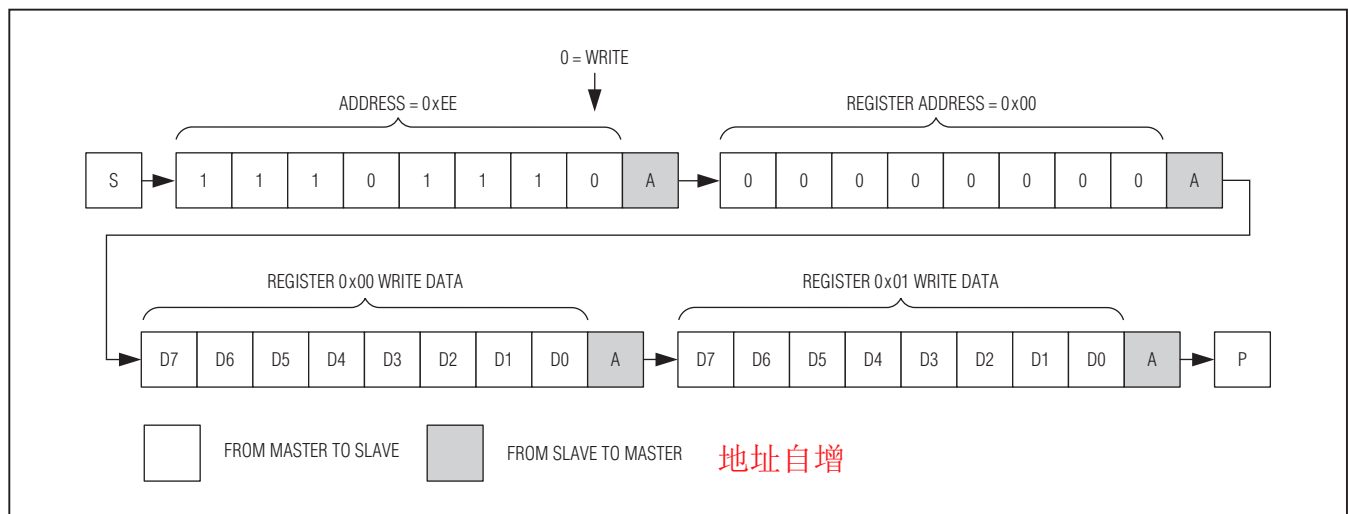 0 = WRITE
ADDRESS = 0xEE
REGISTER ADDRESS = 0x00
S 1 1 1 0 1 1 1 0 A 0 0 0 0 0 0 0 0 A
REGISTER 0x00 WRITE DATA
REGISTER 0x01 WRITE DATA
D7 D6 D5 D4 D3 D2 D1 D0 A D7 D6 D5 D4 D3 D2 D1 D0 A P
FROM MASTER TO SLAVE
FROM SLAVE TO MASTER
地址自增